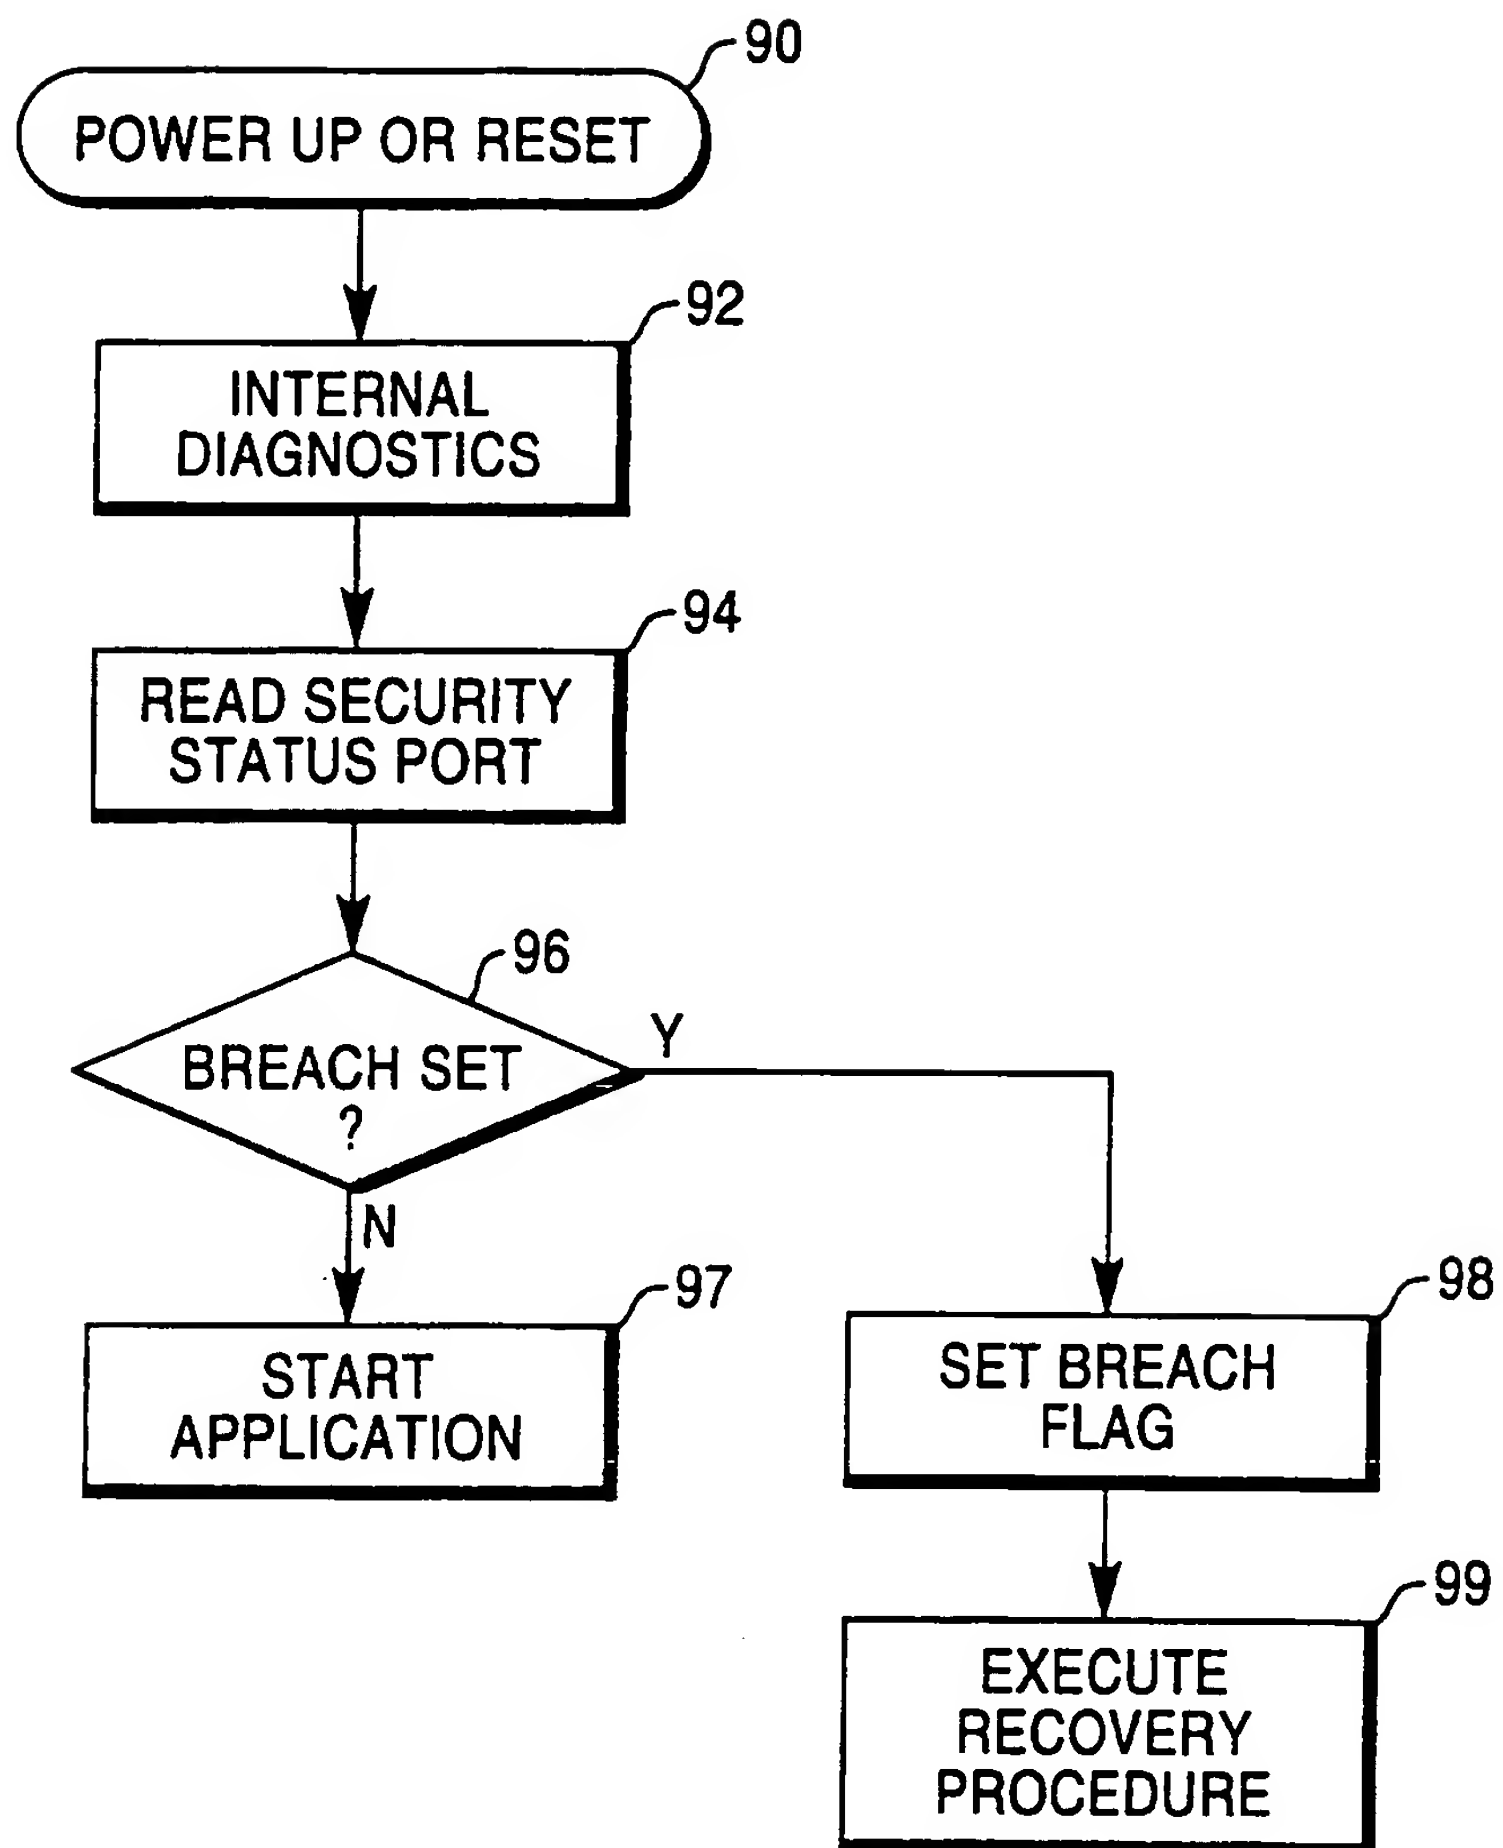 90
POWER UP OR RESET
92
INTERNAL
DIAGNOSTICS
94
READ SECURITY
STATUS PORT
96
BREACH SET
?
Y
N
97
START
APPLICATION
98
SET BREACH
FLAG
99
EXECUTE
RECOVERY
PROCEDURE